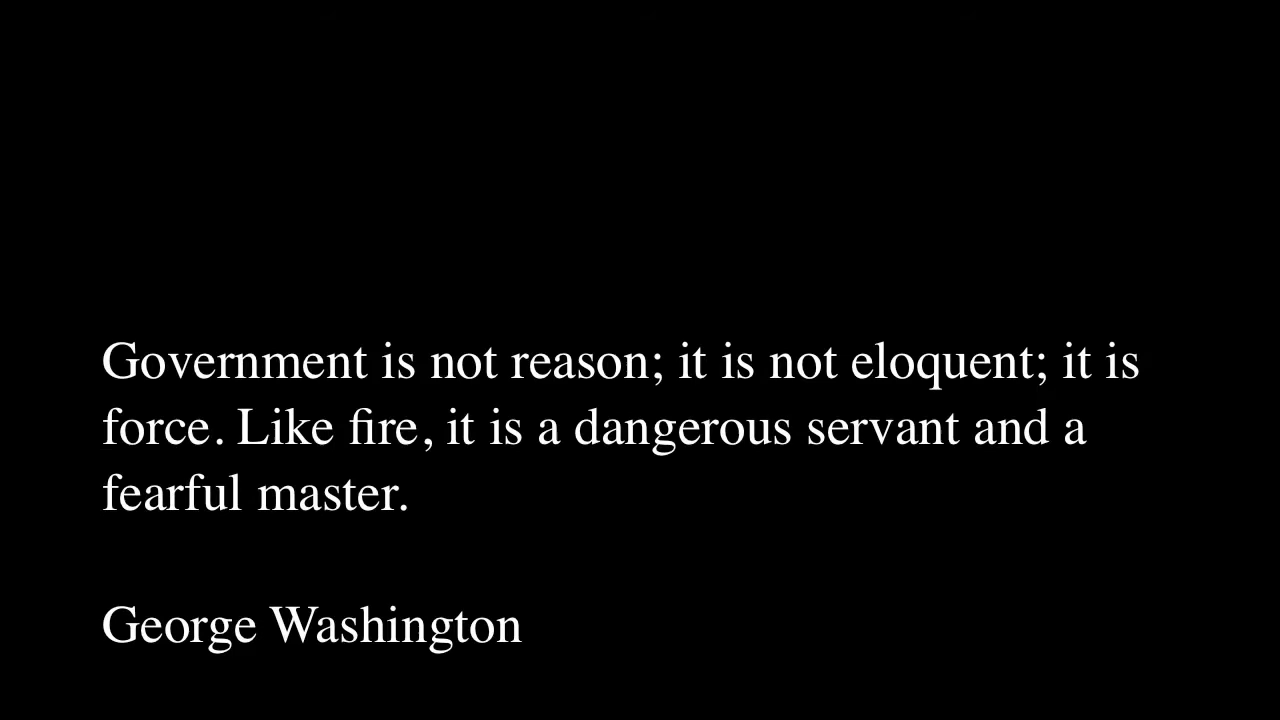 Government is not reason; it is not eloquent; it is
force. Like fire, it is a dangerous servant and a
fearful master.
George Washington